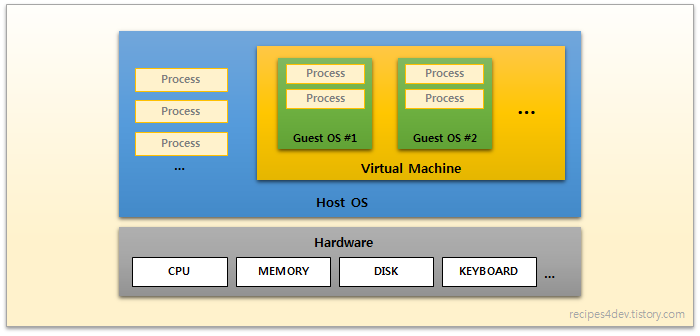 Process
Process
Process
...
Process
Process
Guest OS #1
Process
Process
Guest OS #2
...
Virtual Machine
Host OS
Hardware
CPU
MEMORY
DISK
KEYBOARD
...
recipes4dev.tistory.com